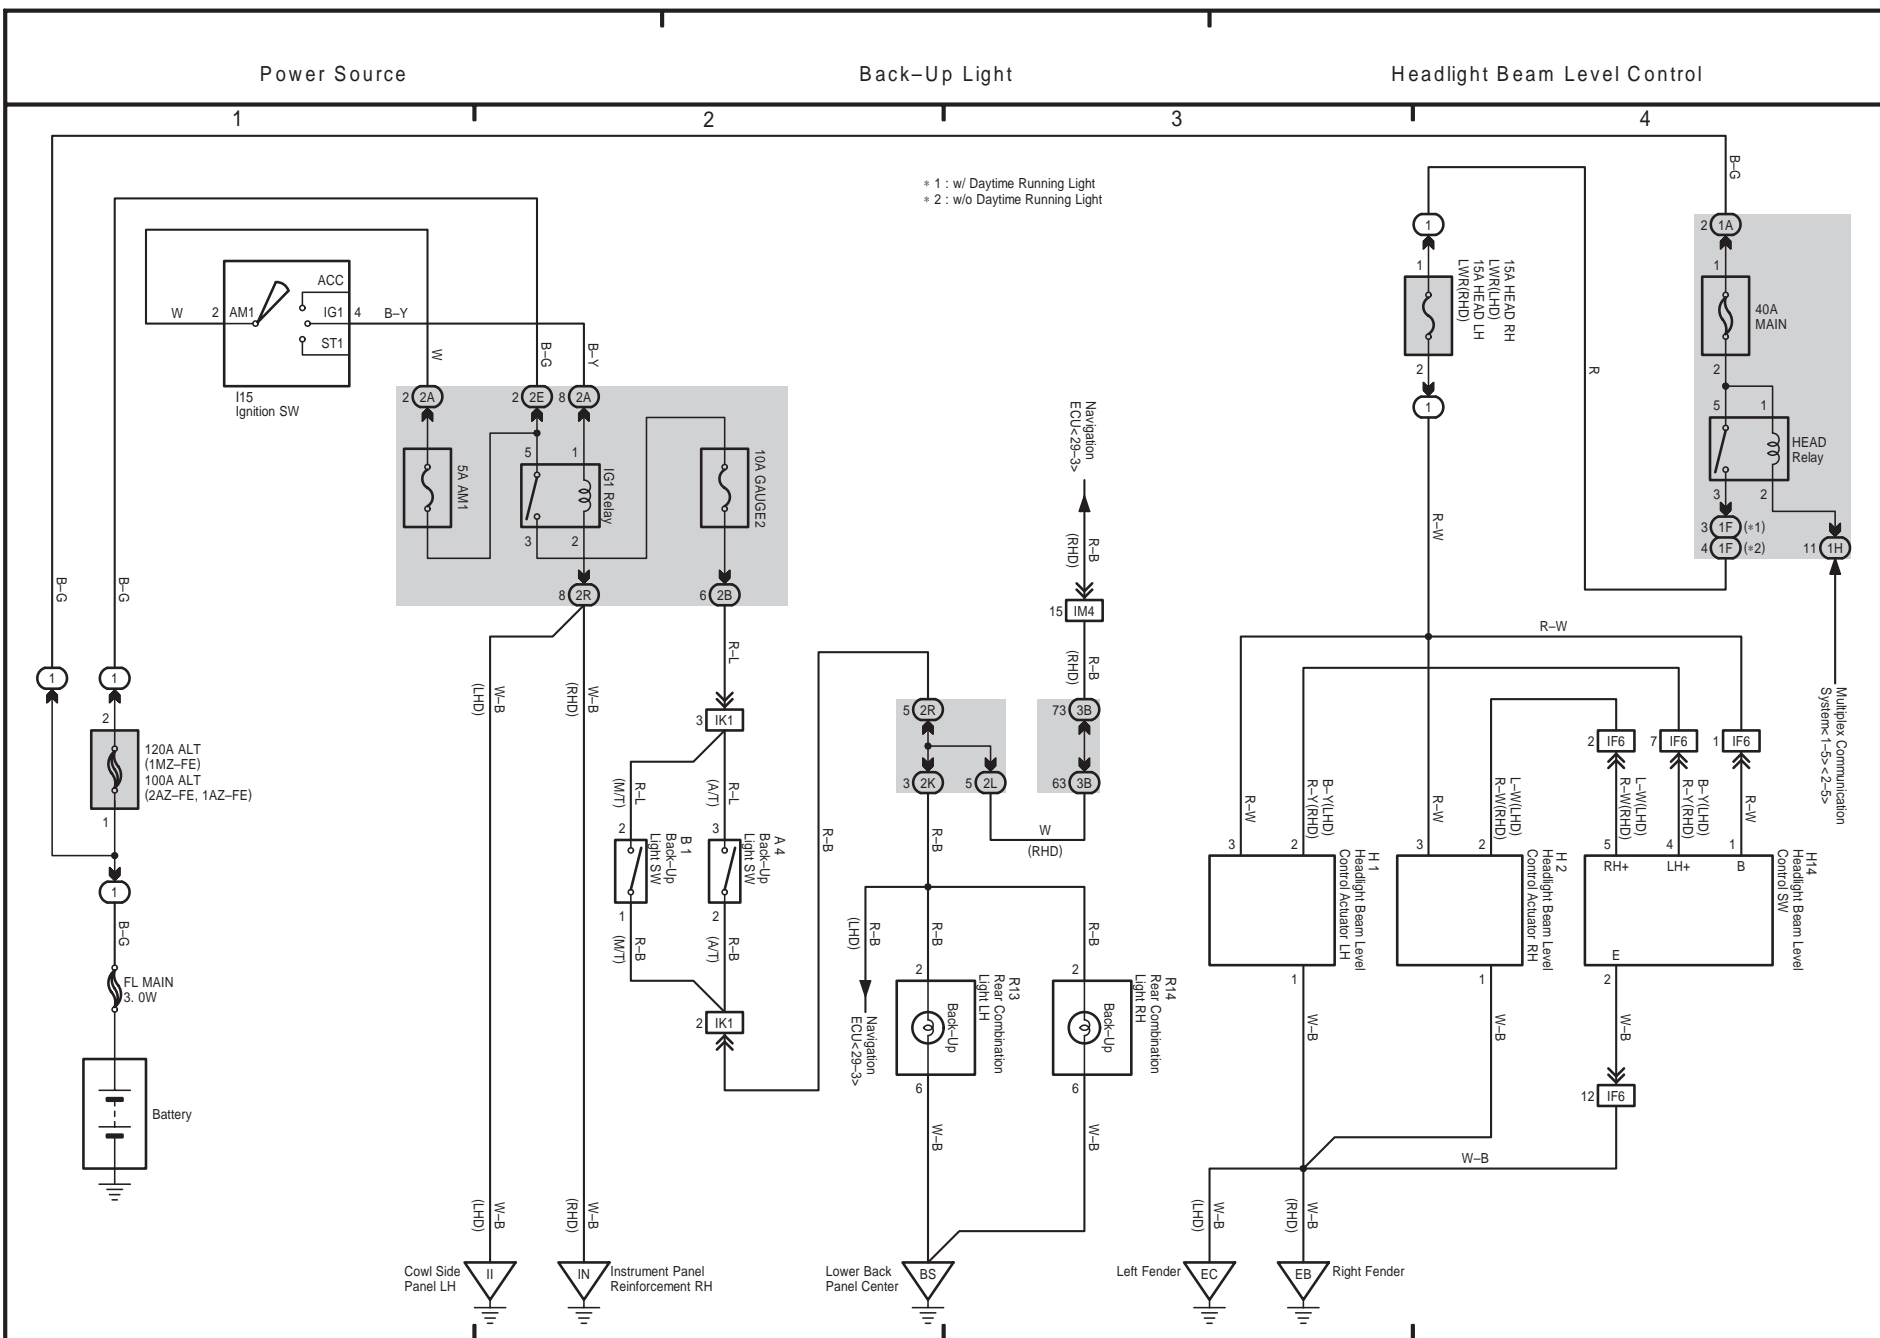 Power Source
Back–Up Light
Headlight Beam Level Control
1
2
3
4
∗ 1 : w/ Daytime Running Light
∗ 2 : w/o Daytime Running Light
B–G
W
2
AM1
ACC
IG1
ST1
4
B–Y
I15
Ignition SW
W
B–G
B–Y
2
2A
2
2E
8
2A
5A AM1
5
1
3
2
IG1 Relay
10A GAUGE2
8
2R
6
2B
B–G
B–G
1
1
2
120A ALT
(1MZ–FE)
100A ALT
(2AZ–FE, 1AZ–FE)
1
1
B–G
FL MAIN
3. 0W
Battery
W–B
(LHD)
W–B
(RHD)
R–L
3
IK1
R–L
(M/T)
R–L
(A/T)
2
B 1
Back–Up
Light SW
1
3
A 4
Back–Up
Light SW
2
R–B
(M/T)
R–B
(A/T)
2
IK1
R–B
W–B
(LHD)
W–B
(RHD)
Cowl Side
Panel LH
II
IN
Instrument Panel
Reinforcement RH
Navigation
ECU<29–3>
R–B
(RHD)
15
IM4
R–B
(RHD)
5
2R
73
3B
3
2K
5
2L
63
3B
W
(RHD)
R–B
R–B
(LHD)
R–B
R–B
Navigation
ECU<29–3>
2
R13
Rear Combination
Light LH
Back–Up
6
2
R14
Rear Combination
Light RH
Back–Up
6
W–B
W–B
Lower Back
Panel Center
BS
1
1
15A HEAD RH
LWR(LHD)
15A HEAD LH
LWR(RHD)
2
1
R
R–W
B–G
2
1A
1
40A
MAIN
2
5
1
HEAD
Relay
3
2
3
1F
(∗1)
4
1F
(∗2)
11
1H
Multiplex Communication
System<1–5><2–5>
R–W
2
IF6
7
IF6
1
IF6
R–W
B–Y(LHD)
R–Y(RHD)
R–W
L–W(LHD)
R–W(RHD)
L–W(LHD)
R–W(RHD)
B–Y(LHD)
R–Y(RHD)
R–W
3
2
H 1
Headlight Beam Level
Control Actuator LH
1
3
2
H 2
Headlight Beam Level
Control Actuator RH
1
5
4
1
RH+
LH+
B
H14
Headlight Beam Level
Control SW
E
2
W–B
W–B
W–B
12
IF6
W–B
W–B
(LHD)
W–B
(RHD)
Left Fender
EC
EB
Right Fender